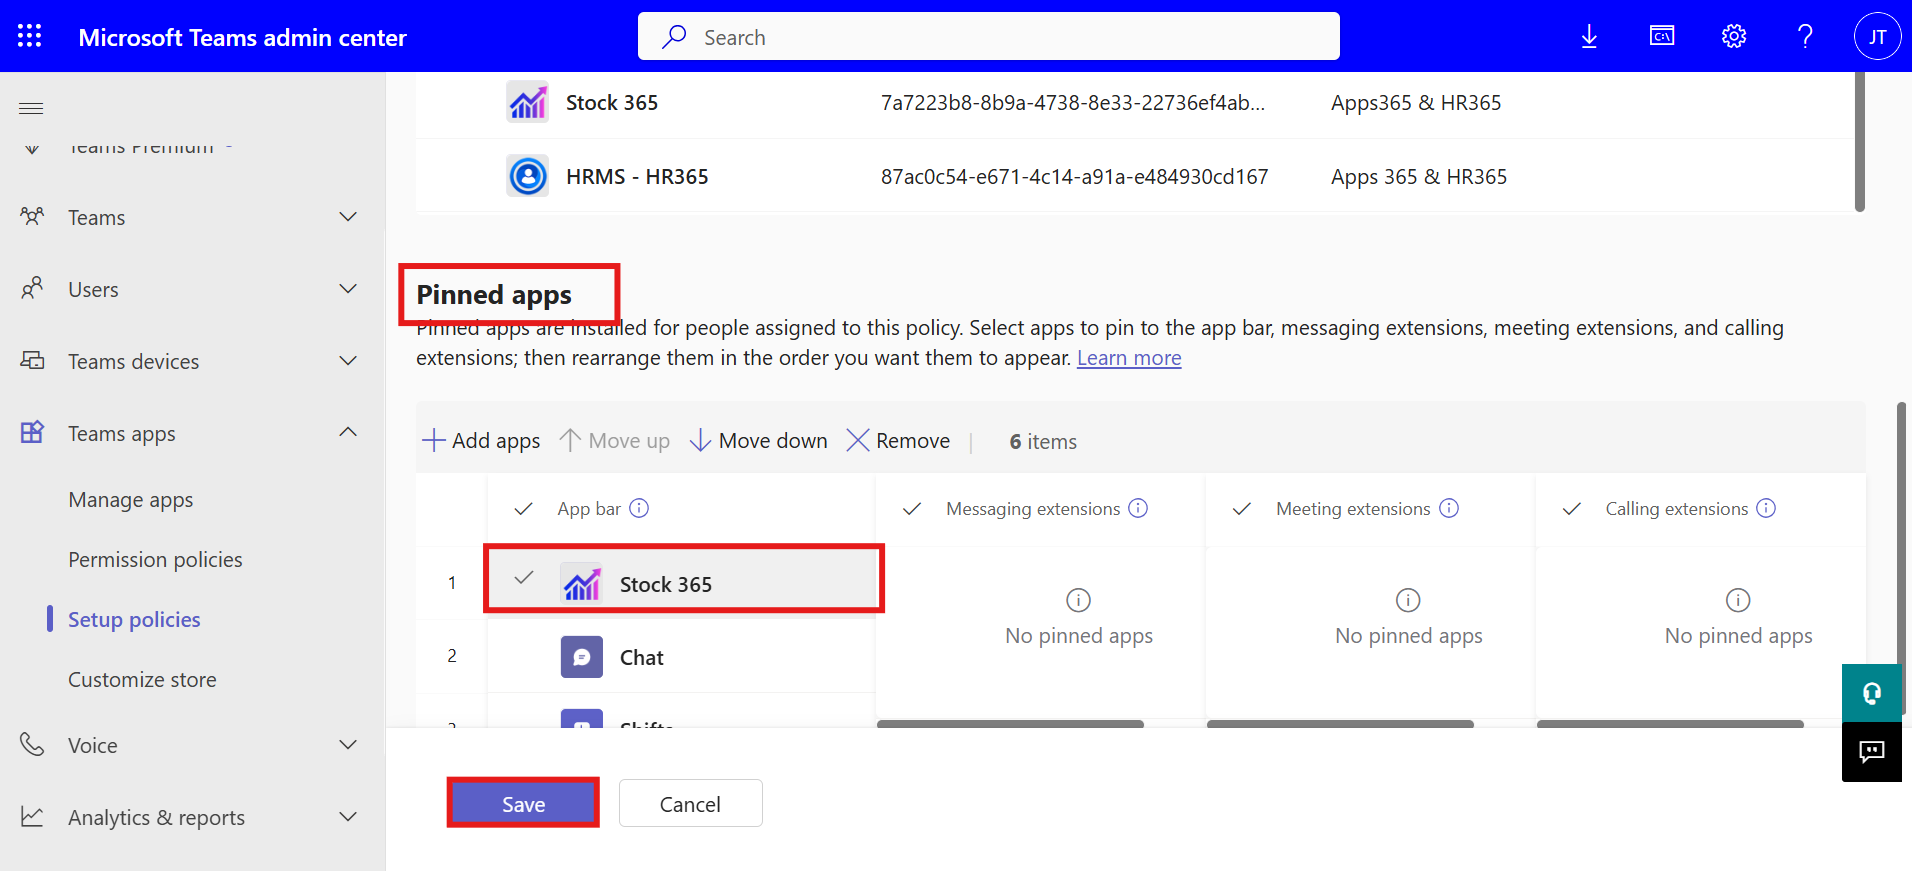 Microsoft Teams admin center
Search
C:\
JT
Teams Premium
Teams
Users
Teams devices
Teams apps
Manage apps
Permission policies
Setup policies
Customize store
Voice
Analytics & reports
Stock 365 7a7223b8-8b9a-4738-8e33-22736ef4ab... Apps365 & HR365
HRMS - HR365 87ac0c54-e671-4c14-a91a-e484930cd167 Apps 365 & HR365
Pinned apps
Pinned apps are installed for people assigned to this policy. Select apps to pin to the app bar, messaging extensions, meeting extensions, and calling
extensions; then rearrange them in the order you want them to appear. Learn more
Add apps Move up Move down Remove | 6 items
App bar Messaging extensions Meeting extensions Calling extensions
1 Stock 365
No pinned apps No pinned apps No pinned apps
2 Chat
3 Shifts
Save Cancel